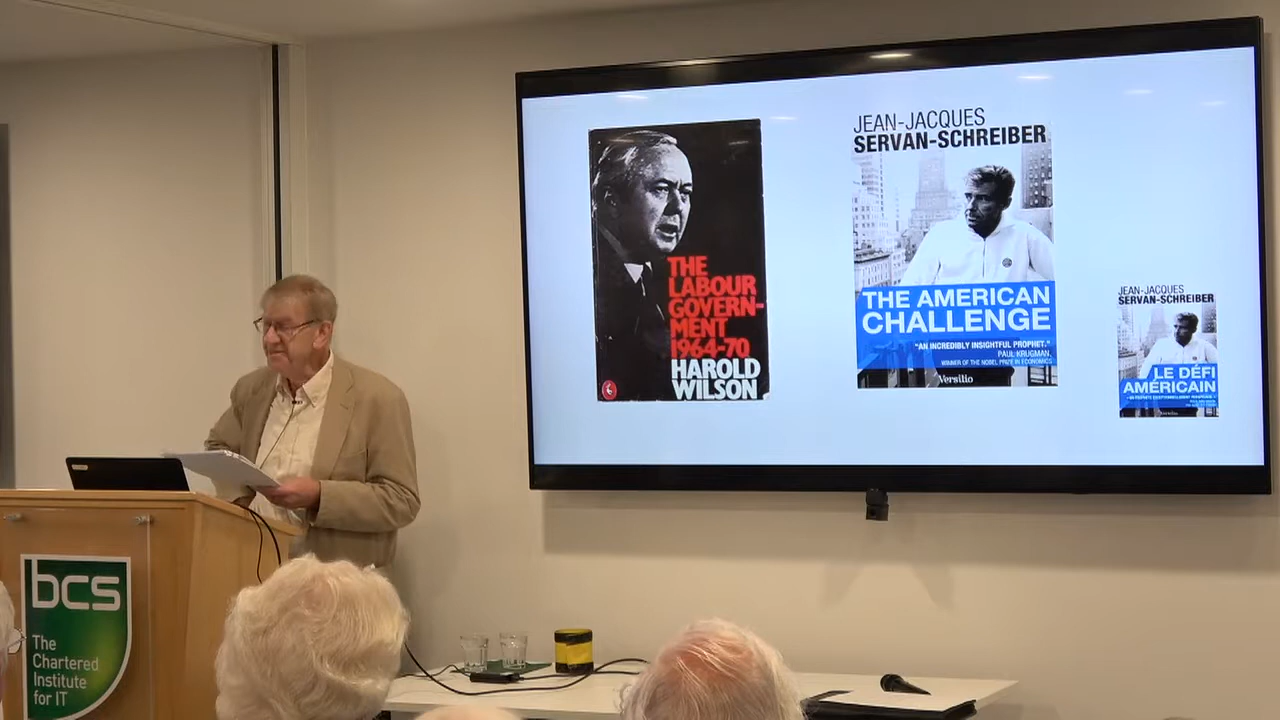 THE
LABOUR
GOVERN-
MENT
1964-70
HAROLD
WILSON
JEAN-JACQUES
SERVAN-SCHREIBER
THE AMERICAN
CHALLENGE
"AN INCREDIBLY INSIGHTFUL PROPHET."
PAUL KRUGMAN,
WINNER OF THE NOBEL PRIZE IN ECONOMICS
Versilio
JEAN-JACQUES
SERVAN-SCHREIBER
LE DÉFI
AMÉRICAIN
bcs
The
Chartered
Institute
for IT